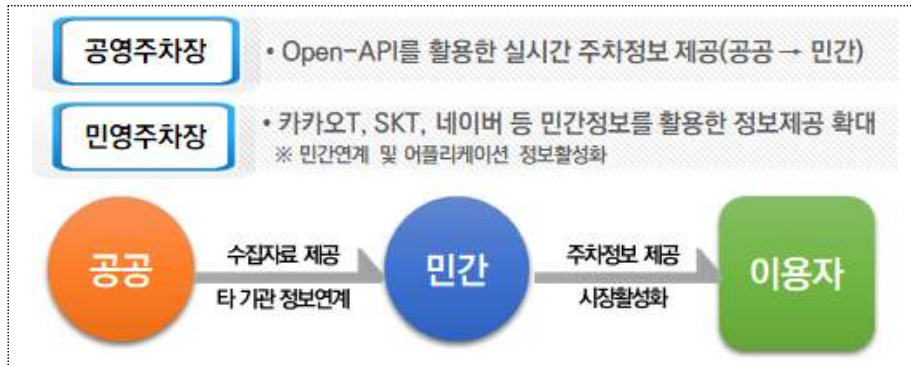 공영주차장
• Open-API를 활용한 실시간 주차정보 제공(공공 → 민간)
민영주차장
• 카카오T, SKT, 네이버 등 민간정보를 활용한 정보제공 확대
※ 민간연계 및 어플리케이션 정보활성화
공공
수집자료 제공
타 기관 정보연계
민간
주차정보 제공
시장활성화
이용자